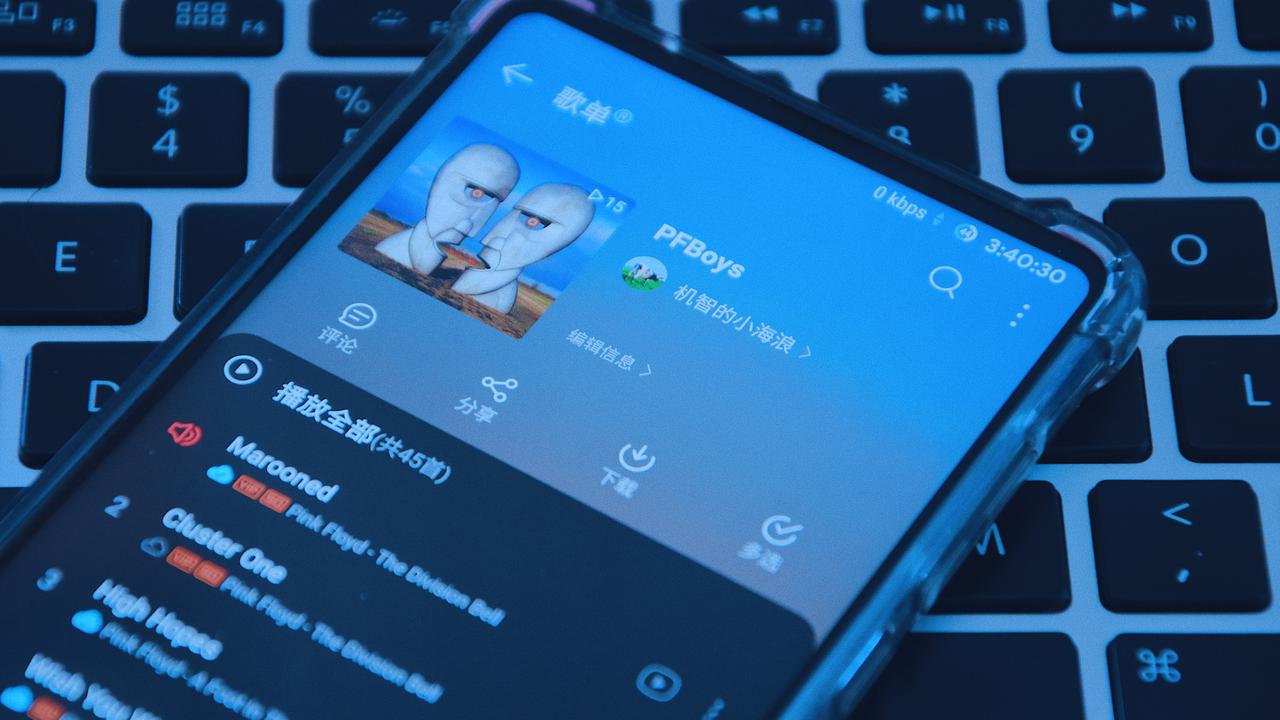 F3
F4
F7
F8
F9
$
4
%
*
8
(
9
)
0
E
O
D
L
M
<
⌘
0 kbps
44
3:40:30
歌单®
15
PFBoys
机智的小海浪 >
编辑信息 >
评论
分享
下载
多选
播放全部(共45首)
Marooned
Pink Floyd - The Division Bell
2
Cluster One
VIP
Pink Floyd - The Division Bell
3
High Hopes
Pink Floyd - A Foot in
Wish You